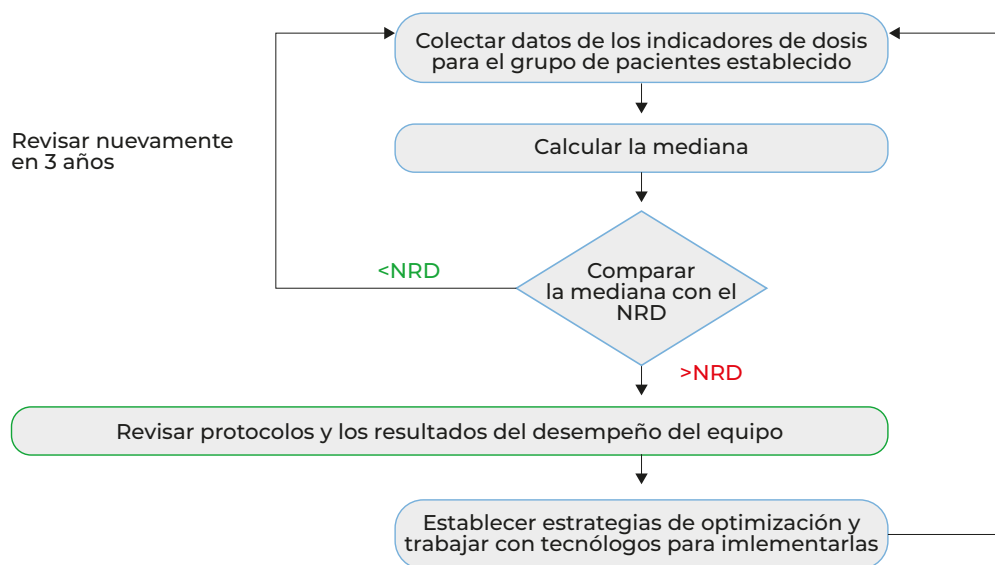 Colectar datos de los indicadores de dosis
para el grupo de pacientes establecido
Revisar nuevamente
en 3 años
Calcular la mediana
<NRD
Comparar
la mediana con el
NRD
>NRD
Revisar protocolos y los resultados del desempeño del equipo
Establecer estrategias de optimización y
trabajar con tecnólogos para imlementarlas